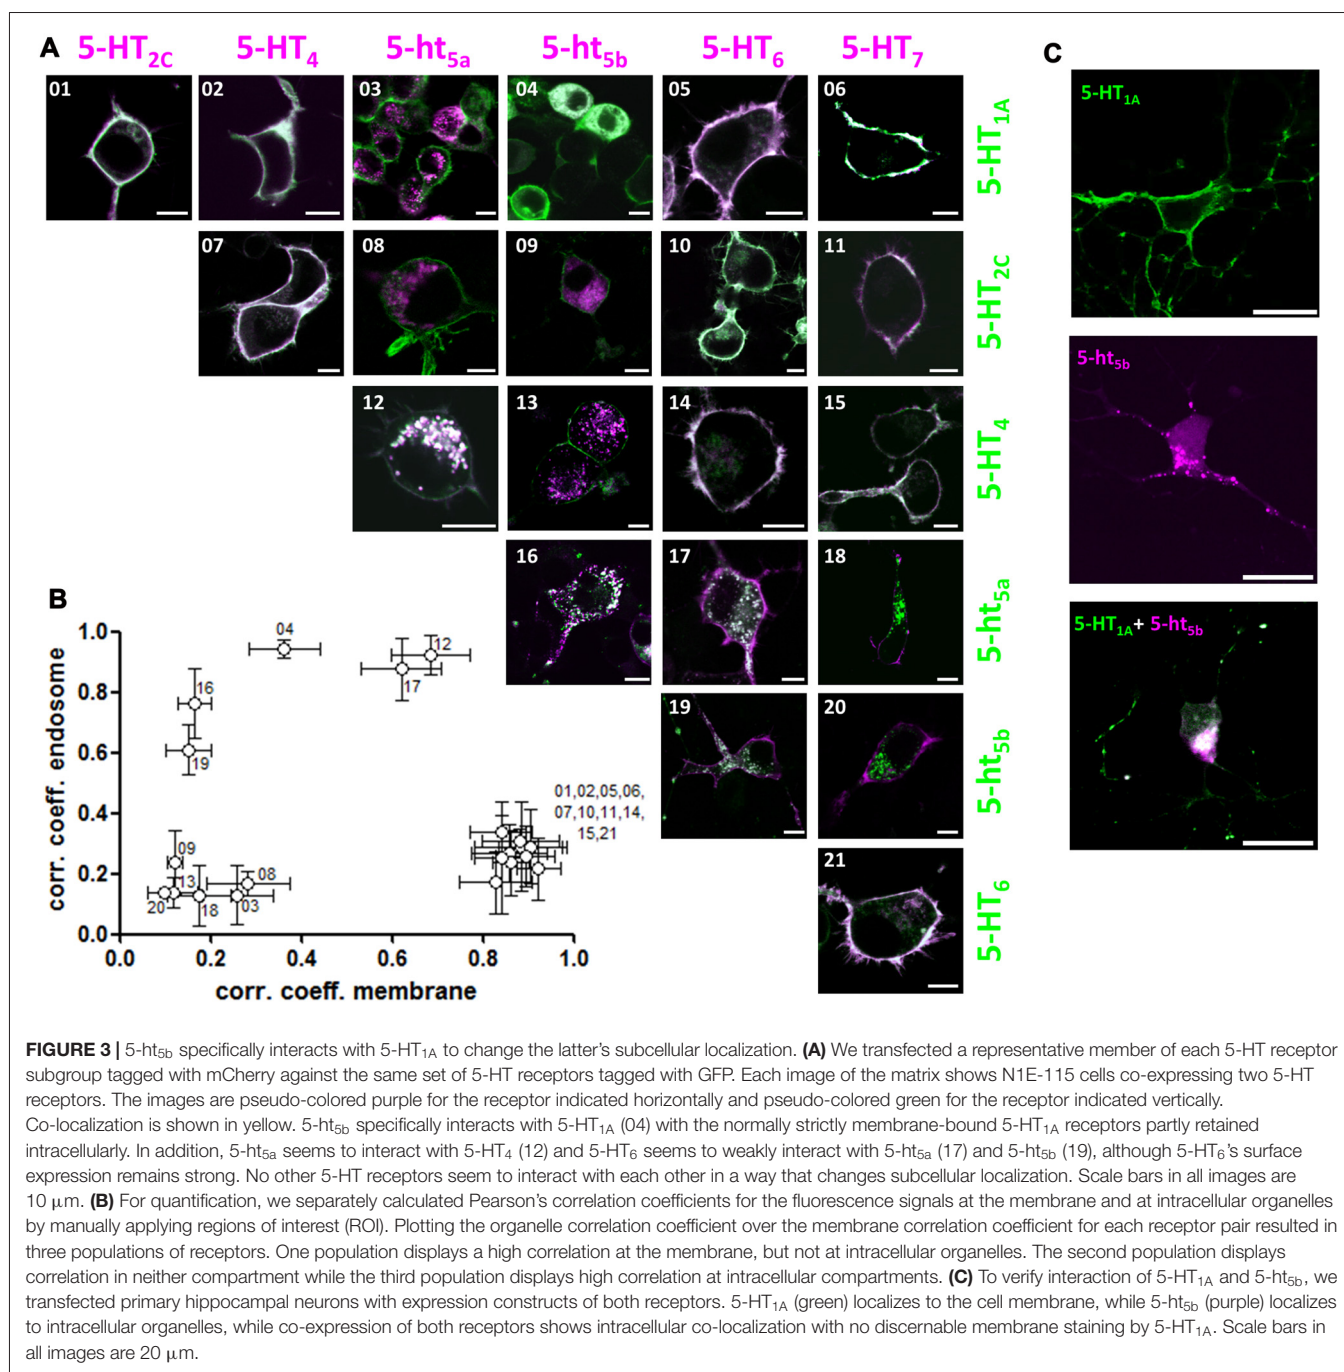 A
5-HT2C 5-HT4 5-ht5a 5-ht5b 5-HT6 5-HT7
C
01 02 03 04 05 06
5-HT1A
5-HT1A
07 08 09 10 11
5-HT2C
5-ht5b
12 13 14 15
5-HT4
16 17 18
5-ht5a
5-HT1A+ 5-ht5b
19 20
5-ht5b
21
5-HT6
B
corr. coeff. endosome
1.0
0.8
0.6
0.4
0.2
0.0
04
12
17
16
19
01,02,05,06,
07,10,11,14,
15,21
09
13
08
20
18
03
0.0 0.2 0.4 0.6 0.8 1.0
corr. coeff. membrane
FIGURE 3 | 5-ht5b specifically interacts with 5-HT1A to change the latter's subcellular localization. (A) We transfected a representative member of each 5-HT receptor
subgroup tagged with mCherry against the same set of 5-HT receptors tagged with GFP. Each image of the matrix shows N1E-115 cells co-expressing two 5-HT
receptors. The images are pseudo-colored purple for the receptor indicated horizontally and pseudo-colored green for the receptor indicated vertically.
Co-localization is shown in yellow. 5-ht5b specifically interacts with 5-HT1A (04) with the normally strictly membrane-bound 5-HT1A receptors partly retained
intracellularly. In addition, 5-ht5a seems to interact with 5-HT4 (12) and 5-HT6 seems to weakly interact with 5-ht5a (17) and 5-ht5b (19), although 5-HT6's surface
expression remains strong. No other 5-HT receptors seem to interact with each other in a way that changes subcellular localization. Scale bars in all images are
10 μm. (B) For quantification, we separately calculated Pearson's correlation coefficients for the fluorescence signals at the membrane and at intracellular organelles
by manually applying regions of interest (ROI). Plotting the organelle correlation coefficient over the membrane correlation coefficient for each receptor pair resulted in
three populations of receptors. One population displays a high correlation at the membrane, but not at intracellular organelles. The second population displays
correlation in neither compartment while the third population displays high correlation at intracellular compartments. (C) To verify interaction of 5-HT1A and 5-ht5b, we
transfected primary hippocampal neurons with expression constructs of both receptors. 5-HT1A (green) localizes to the cell membrane, while 5-ht5b (purple) localizes
to intracellular organelles, while co-expression of both receptors shows intracellular co-localization with no discernable membrane staining by 5-HT1A. Scale bars in
all images are 20 μm.